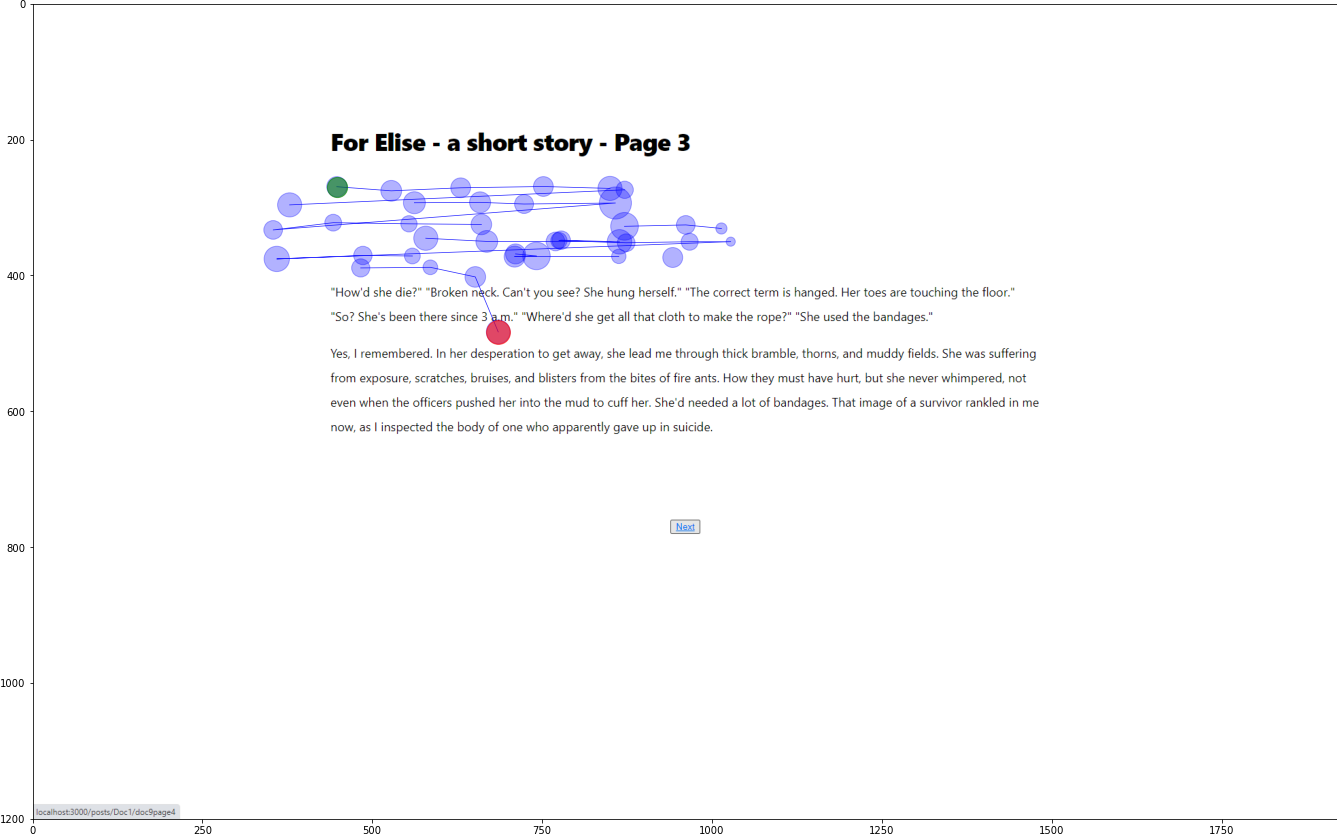 For Elise - a short story - Page 3
"How'd she die?" "Broken neck. Can't you see? She hung herself." "The correct term is hanged. Her toes are touching the floor."
"So? She's been there since 3 a.m." "Where'd she get all that cloth to make the rope?" "She used the bandages."
Yes, I remembered. In her desperation to get away, she lead me through thick bramble, thorns, and muddy fields. She was suffering
from exposure, scratches, bruises, and blisters from the bites of fire ants. How they must have hurt, but she never whimpered, not
even when the officers pushed her into the mud to cuff her. She'd needed a lot of bandages. That image of a survivor rankled in me
now, as I inspected the body of one who apparently gave up in suicide.
Next
localhost:3000/posts/Doc1/doc9page4
0
200
400
600
800
1000
1200
0 250 500 750 1000 1250 1500 1750